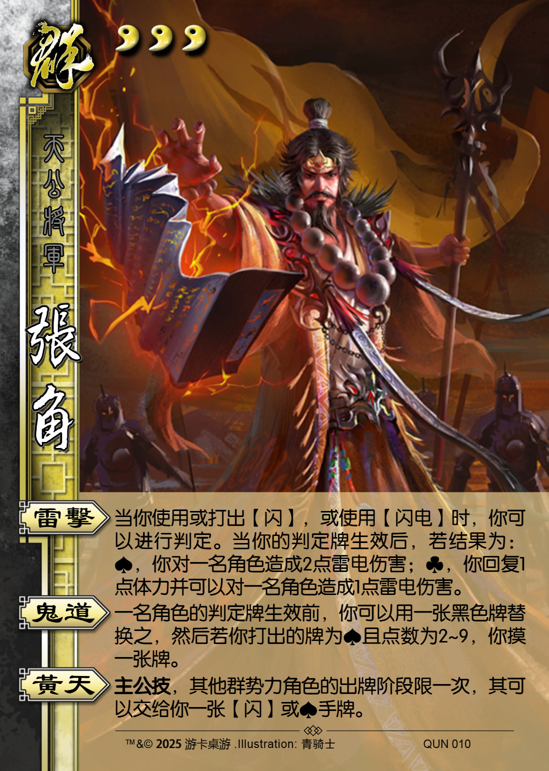 群
天公將軍
張角
雷擊
当你使用或打出【闪】，或使用【闪电】时，你可
以进行判定。当你的判定牌生效后，若结果为：
♠，你对一名角色造成2点雷电伤害；♣，你回复1
点体力并可以对一名角色造成1点雷电伤害。
鬼道
一名角色的判定牌生效前，你可以用一张黑色牌替
换之，然后若你打出的牌为♠且点数为2~9，你摸
一张牌。
黃天
主公技，其他群势力角色的出牌阶段限一次，其可
以交给你一张【闪】或♠手牌。
™&© 2025 游卡桌游 .Illustration: 青骑士 QUN 010